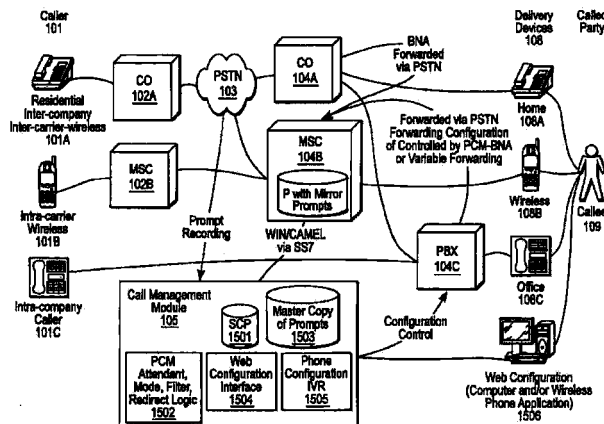 Caller
101
Delivery
Devices
108
Called
Party
Residential
Inter-company
Inter-carrier-wireless
101A
CO
102A
PSTN
103
CO
104A
BNA
Forwarded
via PSTN
Home
108A
Forwarded via PSTN
Forwarding Configuration
of Controlled by PCM-BNA
or Variable Forwarding
MSC
102B
MSC
104B
P with Mirror
Prompts
Intra-carrier
Wireless
101B
Wireless
108B
Callee
109
Prompt
Recording
WIN/CAMEL
via SS7
PBX
104C
Office
108C
Intra-company
Caller
101C
Call Management
Module
105
SCP
1501
Master Copy
of Prompts
1503
Configuration
Control
PCM
Attendant,
Mode, Filter,
Redirect Logic
1502
Web
Configuration
Interface
1504
Phone
Configuration
IVR
1505
Web Configuration
(Computer and/or Wireless
Phone Application)
1506